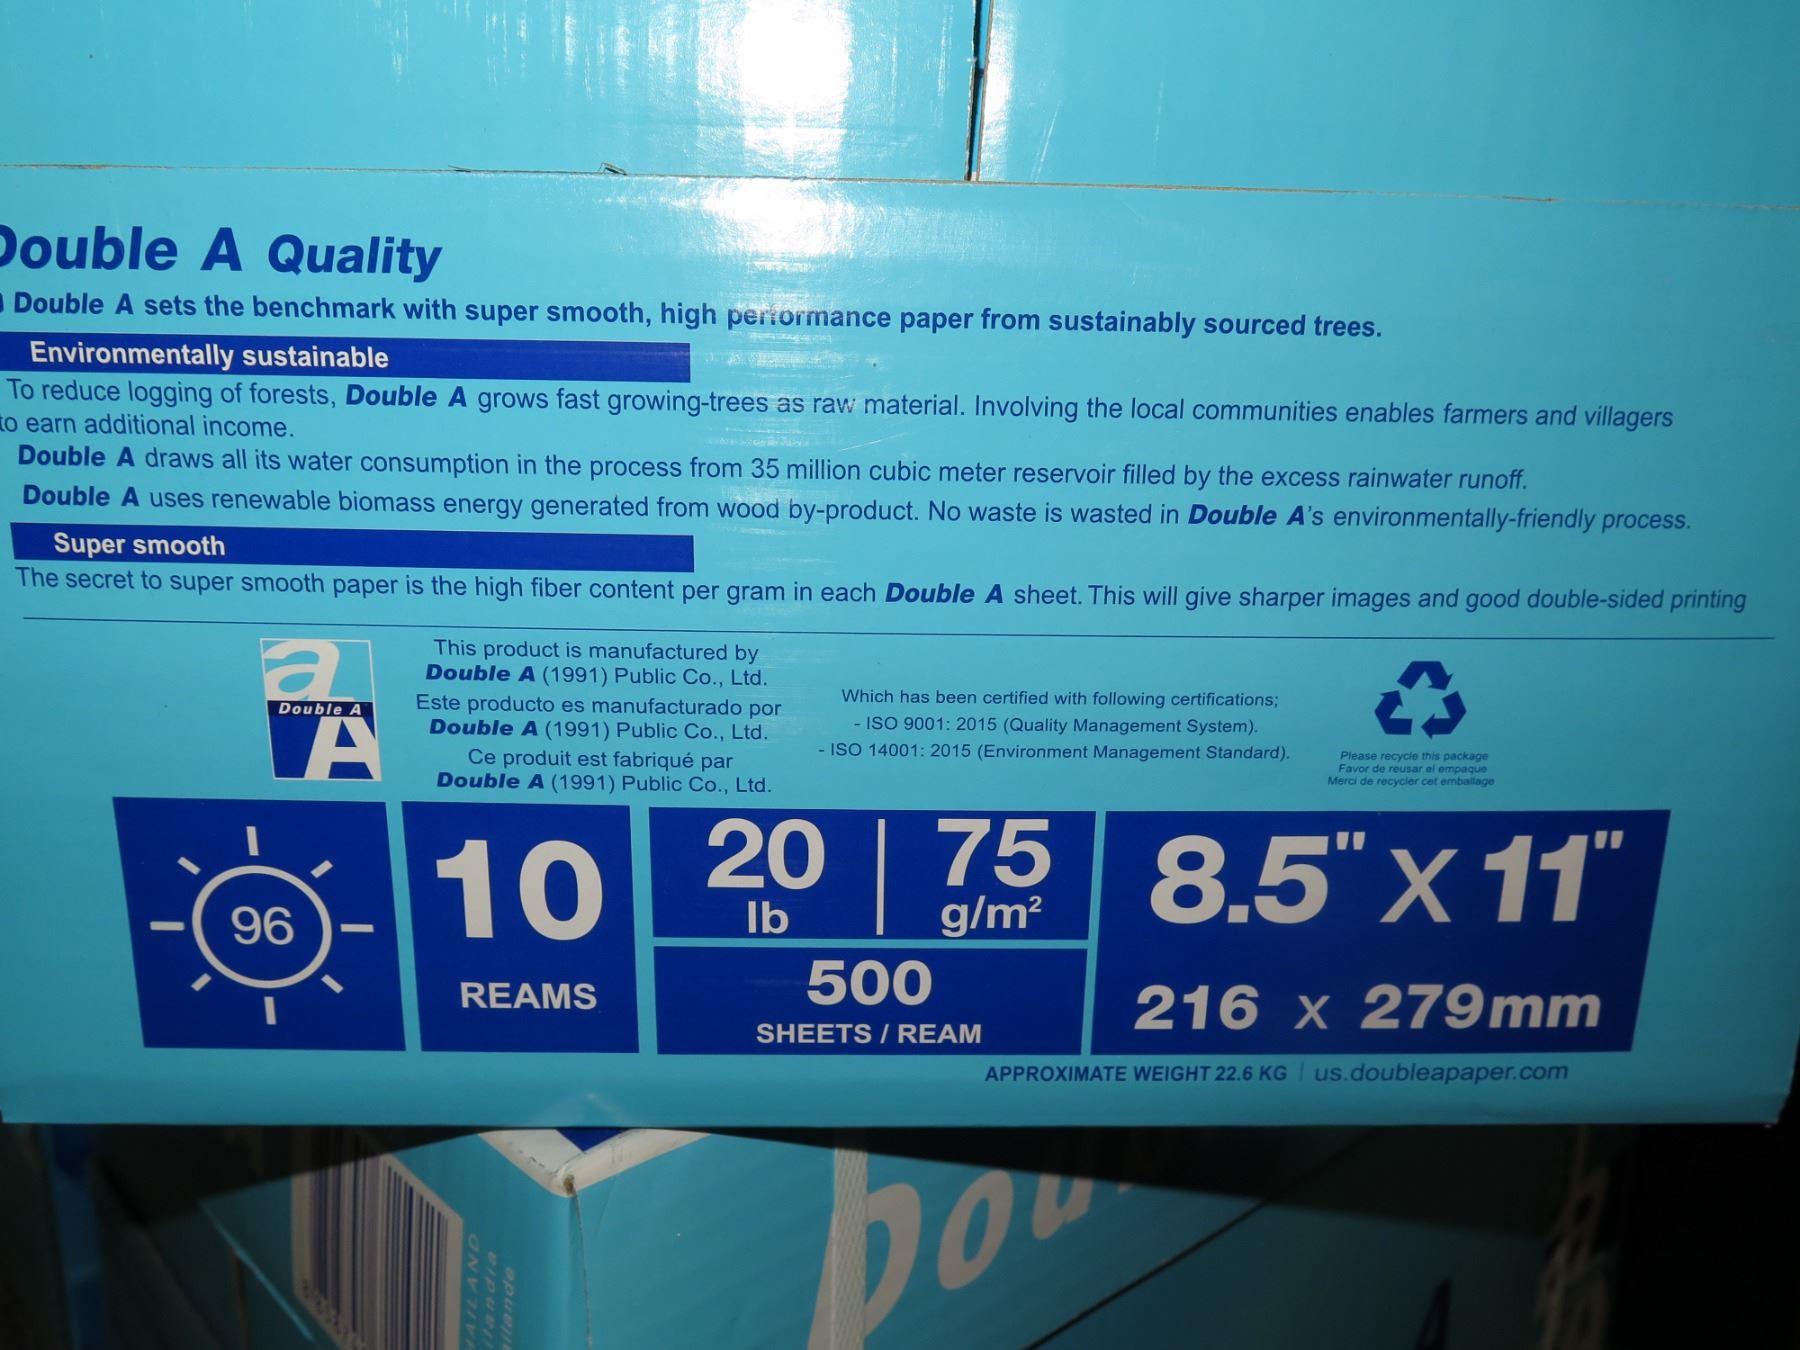 Double A Quality
Double A sets the benchmark with super smooth, high performance paper from sustainably sourced trees.
Environmentally sustainable
To reduce logging of forests, Double A grows fast growing-trees as raw material. Involving the local communities enables farmers and villagers
to earn additional income.
Double A draws all its water consumption in the process from 35 million cubic meter reservoir filled by the excess rainwater runoff.
Double A uses renewable biomass energy generated from wood by-product. No waste is wasted in Double A's environmentally-friendly process.
Super smooth
The secret to super smooth paper is the high fiber content per gram in each Double A sheet. This will give sharper images and good double-sided printing
a
Double A
A
This product is manufactured by
Double A (1991) Public Co., Ltd.
Este producto es manufacturado por
Double A (1991) Public Co., Ltd.
Ce produit est fabriqué par
Double A (1991) Public Co., Ltd.
Which has been certified with following certifications;
- ISO 9001: 2015 (Quality Management System).
- ISO 14001: 2015 (Environment Management Standard).
Please recycle this package
Favor de reusar el empaque
Merci de recycler cet emballage
96
10
REAMS
20 | 75
lb g/m²
500
SHEETS / REAM
8.5" X 11"
216 x 279mm
APPROXIMATE WEIGHT 22.6 KG | us.doubleapaper.com
Dou